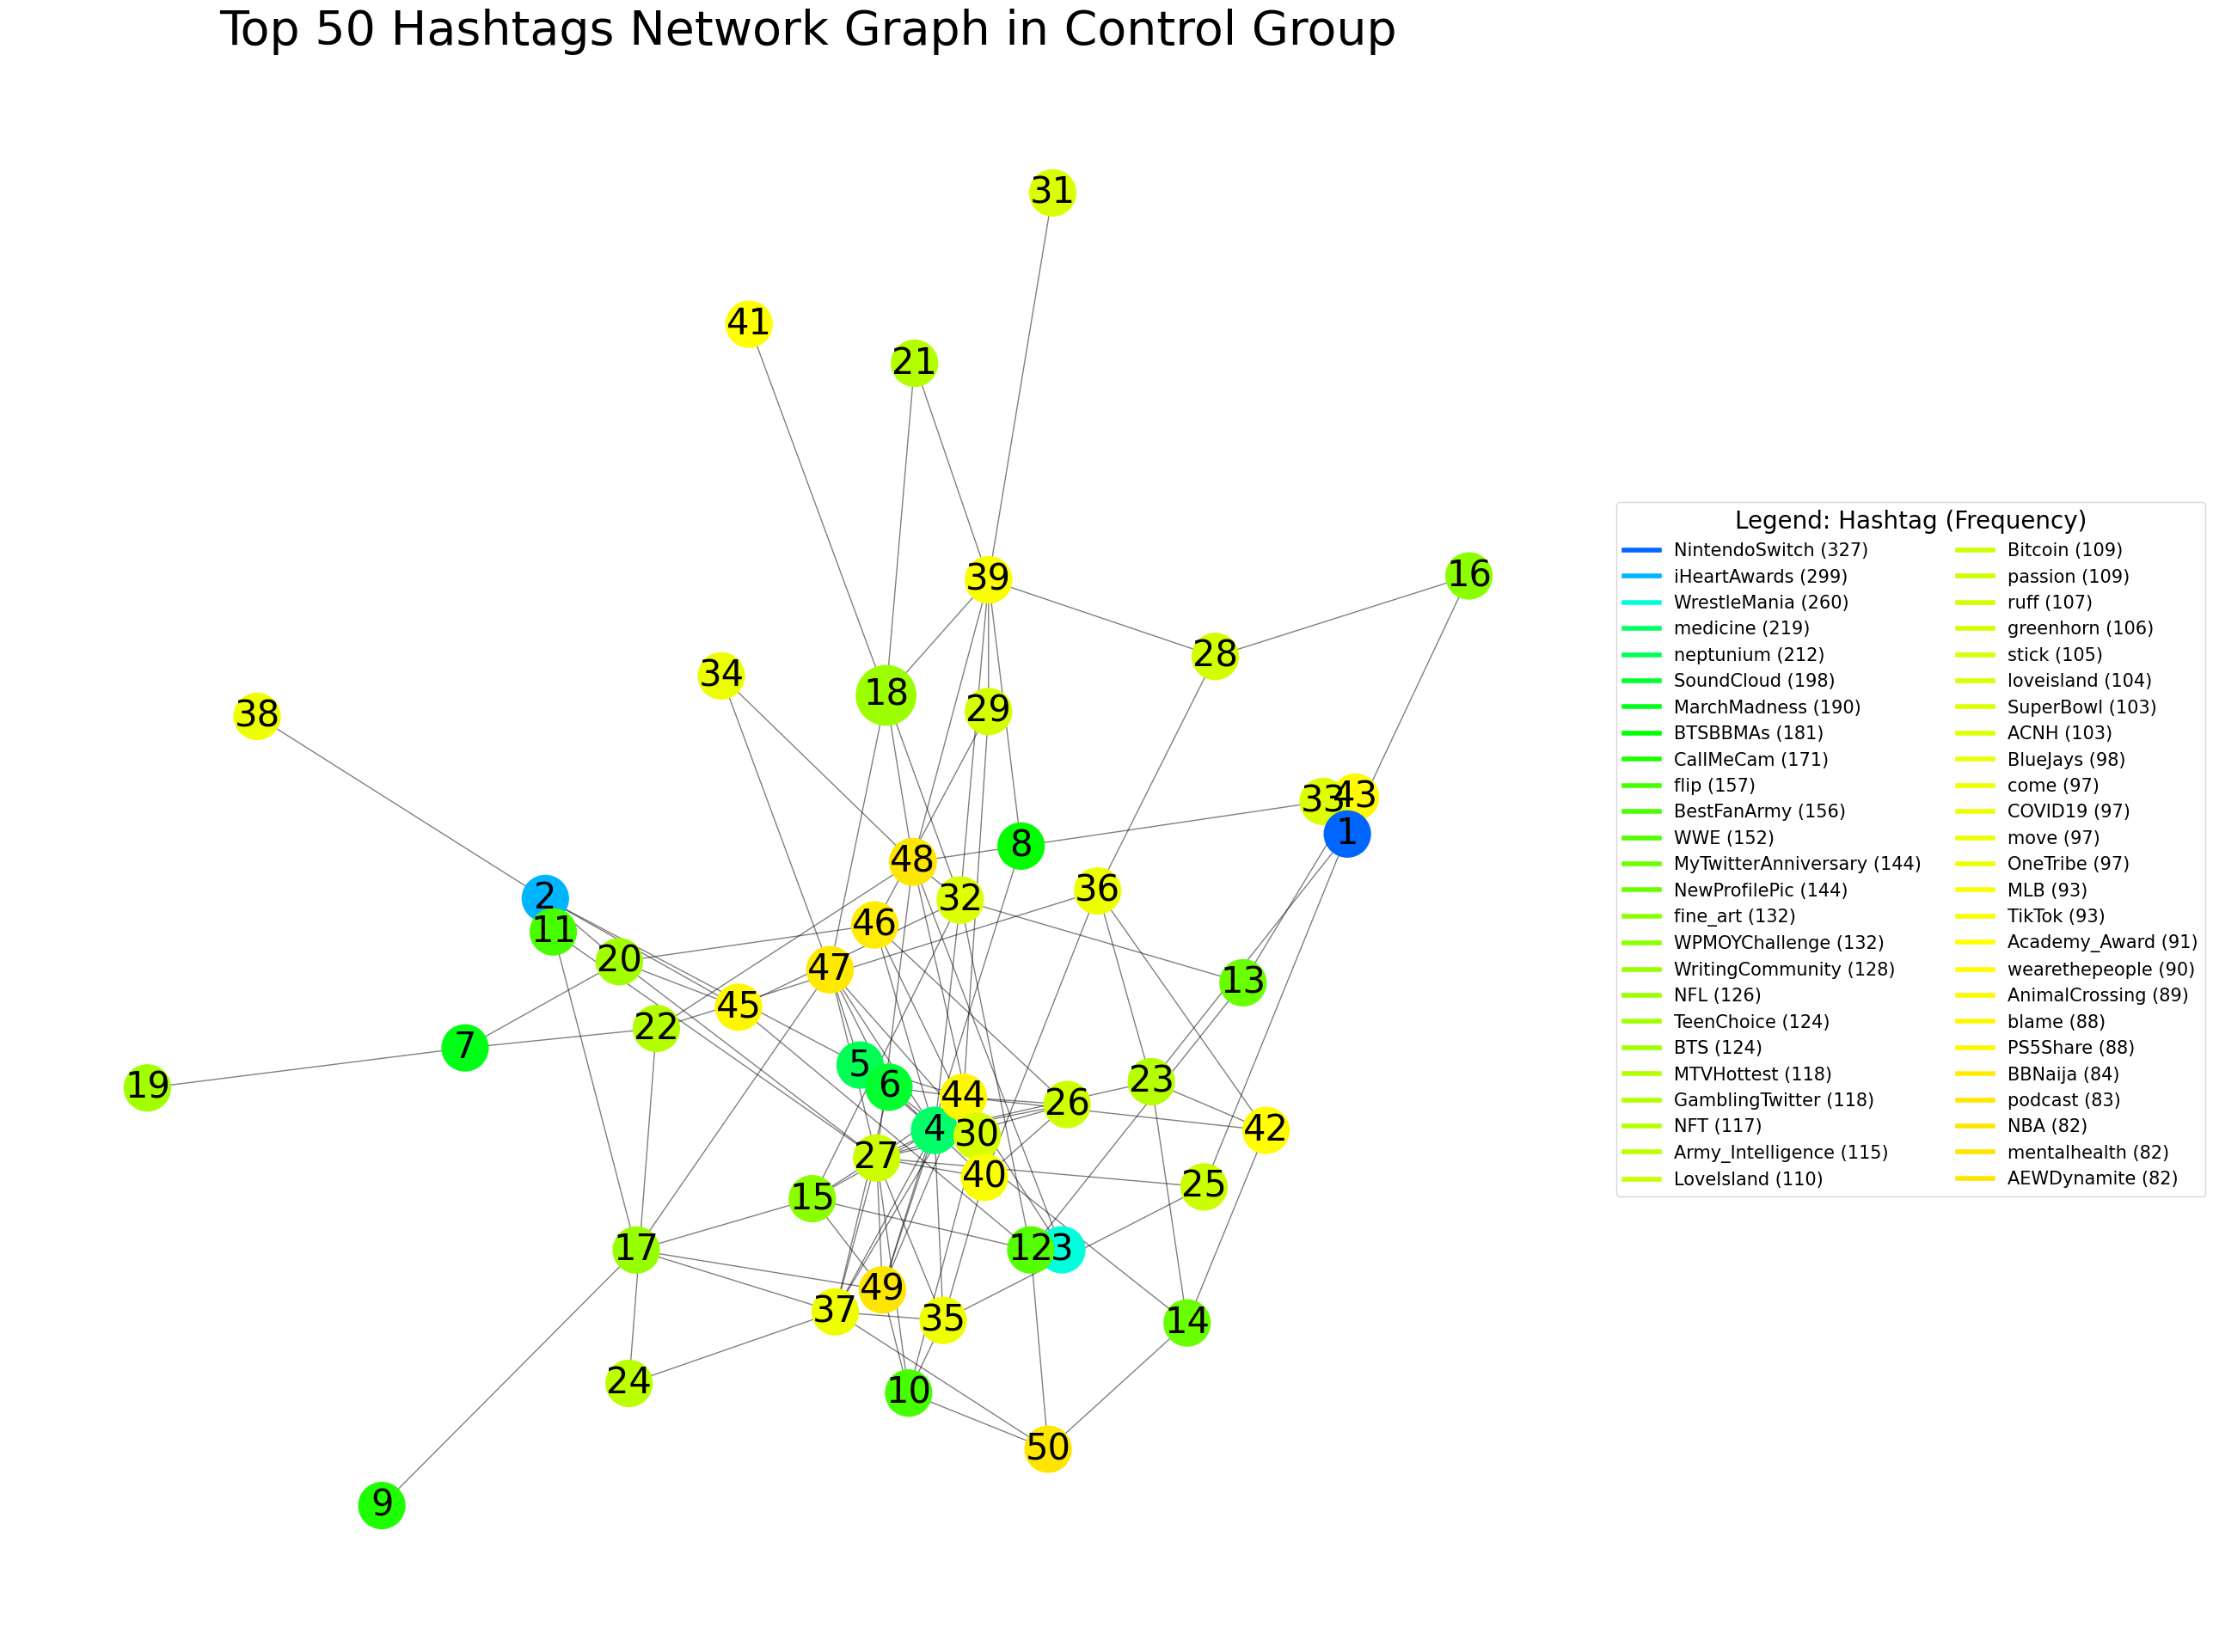 Top 50 Hashtags Network Graph in Control Group
31
41
21
39
16
28
34
18
29
38
33
43
1
8
48
36
2
32
11
46
20
47
13
45
22
7
5
23
19
6
44
26
4
30
42
27
40
25
15
17
12
3
49
37
35
14
24
10
50
9
Legend: Hashtag (Frequency)
NintendoSwitch (327)
iHeartAwards (299)
WrestleMania (260)
medicine (219)
neptunium (212)
SoundCloud (198)
MarchMadness (190)
BTSBBMAs (181)
CallMeCam (171)
flip (157)
BestFanArmy (156)
WWE (152)
MyTwitterAnniversary (144)
NewProfilePic (144)
fine_art (132)
WPMOYChallenge (132)
WritingCommunity (128)
NFL (126)
TeenChoice (124)
BTS (124)
MTVHottest (118)
GamblingTwitter (118)
NFT (117)
Army_Intelligence (115)
LoveIsland (110)
Bitcoin (109)
passion (109)
ruff (107)
greenhorn (106)
stick (105)
loveisland (104)
SuperBowl (103)
ACNH (103)
BlueJays (98)
come (97)
COVID19 (97)
move (97)
OneTribe (97)
MLB (93)
TikTok (93)
Academy_Award (91)
wearethepeople (90)
AnimalCrossing (89)
blame (88)
PS5Share (88)
BBNaija (84)
podcast (83)
NBA (82)
mentalhealth (82)
AEWDynamite (82)